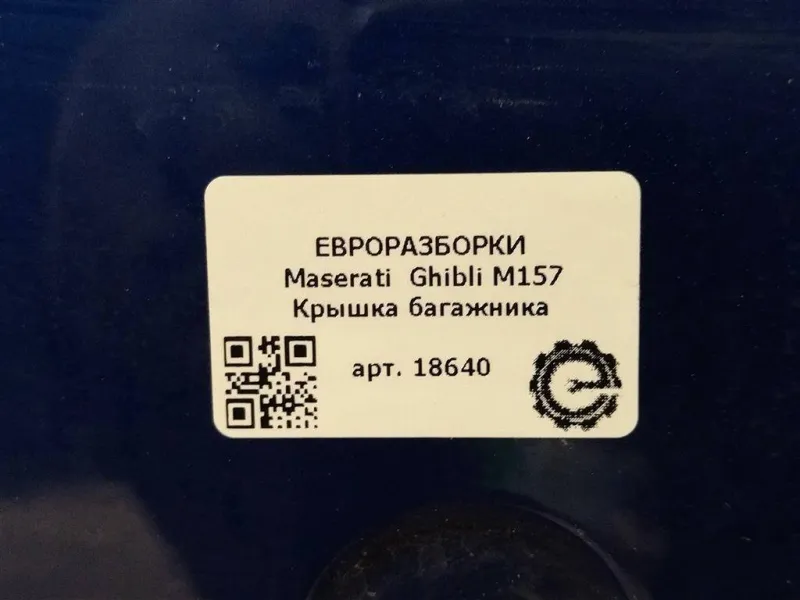 ЕВРОРАЗБОРКИ
Maserati Ghibli M157
Крышка багажника
арт. 18640